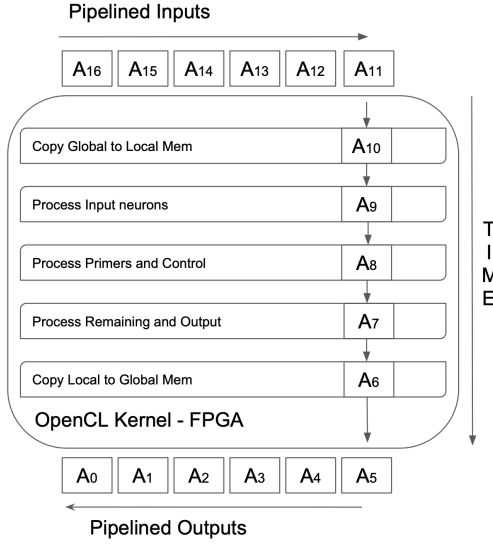 Pipelined Inputs
A16 A15 A14 A13 A12 A11
Copy Global to Local Mem A10
Process Input neurons A9
Process Primers and Control A8
Process Remaining and Output A7
Copy Local to Global Mem A6
OpenCL Kernel - FPGA
A0 A1 A2 A3 A4 A5
Pipelined Outputs
T
I
M
E